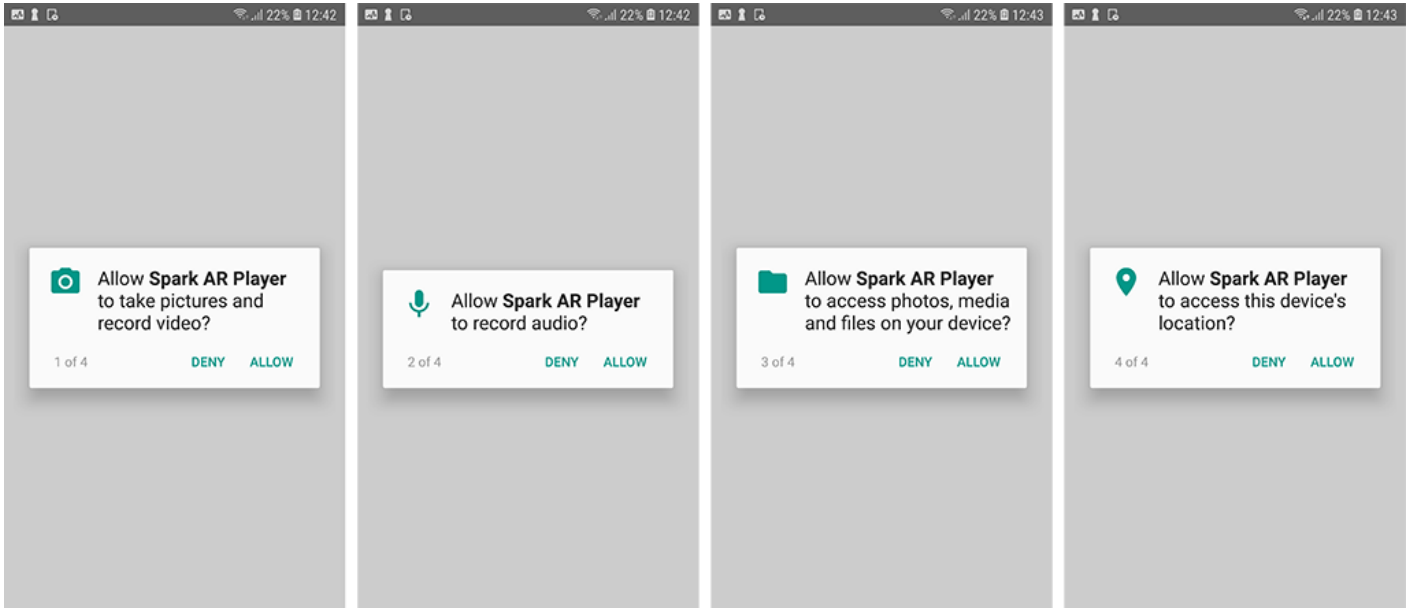 22% 12:42
Allow Spark AR Player
to take pictures and
record video?
1 of 4 DENY ALLOW
22% 12:42
Allow Spark AR Player
to record audio?
2 of 4 DENY ALLOW
22% 12:43
Allow Spark AR Player
to access photos, media
and files on your device?
3 of 4 DENY ALLOW
22% 12:43
Allow Spark AR Player
to access this device's
location?
4 of 4 DENY ALLOW